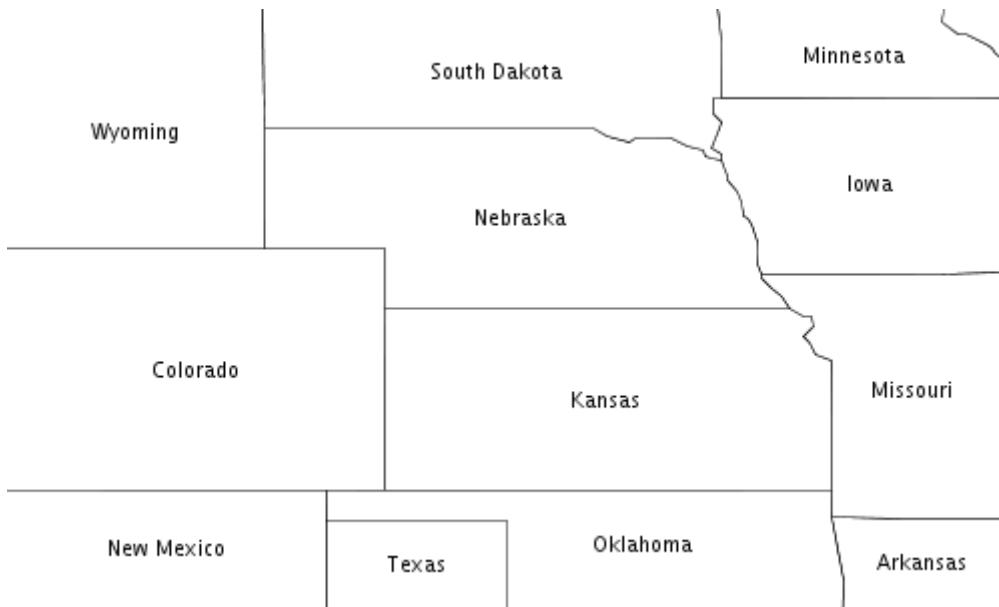 Minnesota
South Dakota
Wyoming
Iowa
Nebraska
Colorado
Kansas
Missouri
New Mexico
Texas
Oklahoma
Arkansas